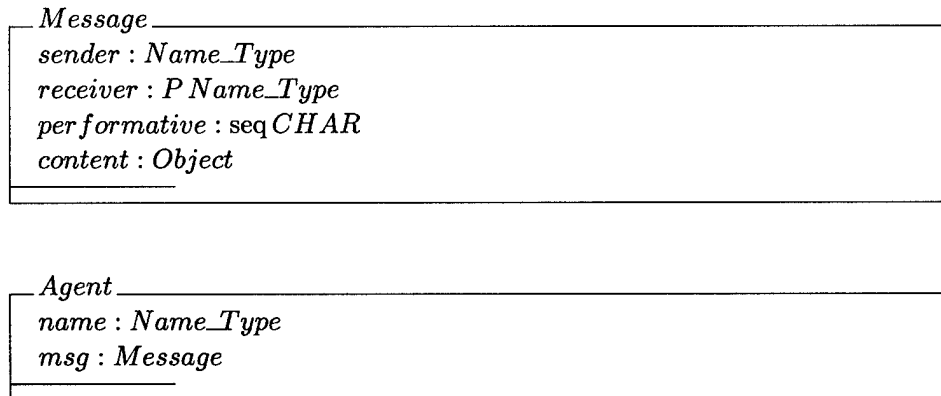 Message
sender : Name_Type
receiver : P Name_Type
performative : seq CHAR
content : Object
Agent
name : Name_Type
msg : Message